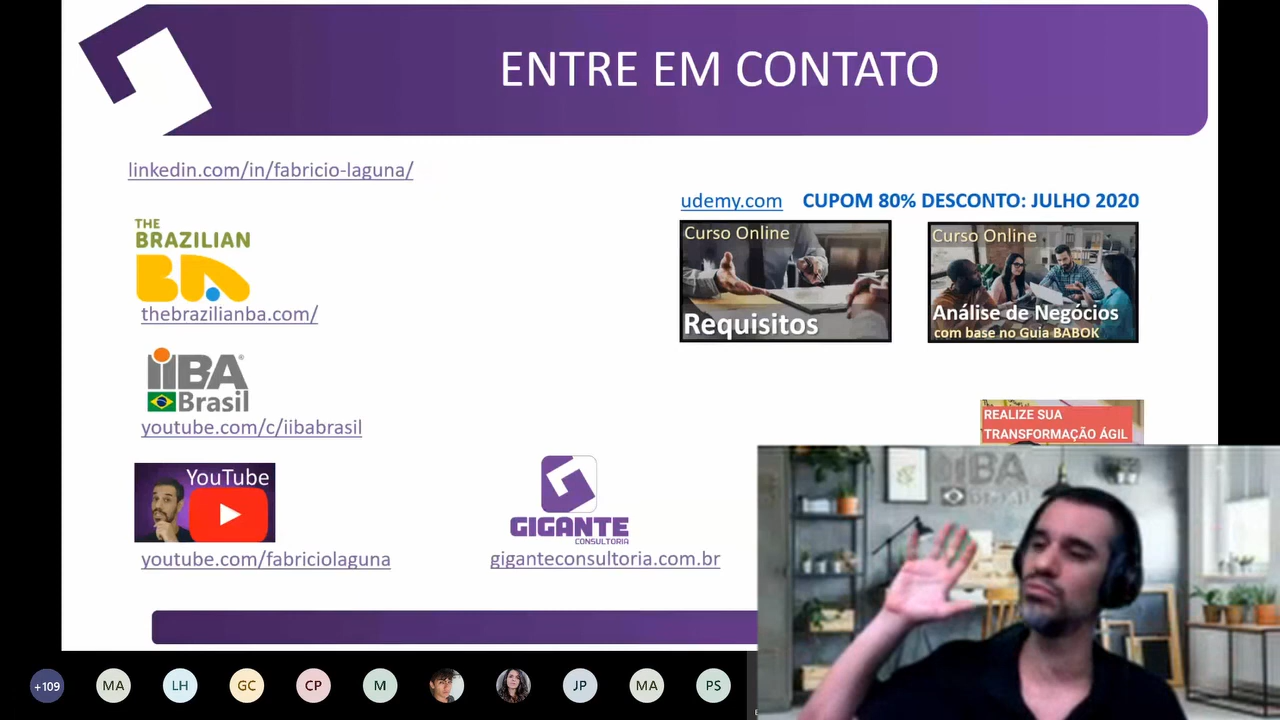 ENTRE EM CONTATO
linkedin.com/in/fabricio-laguna/
udemy.com CUPOM 80% DESCONTO: JULHO 2020
Curso Online
Requisitos
Curso Online
Análise de Negócios
com base no Guia BABOK
THE
BRAZILIAN
BA
thebrazilianba.com/
iiBA®
Brasil
youtube.com/c/iibabrasil
REALIZE SUA
TRANSFORMAÇÃO ÁGIL
YouTube
youtube.com/fabriciolaguna
GIGANTE
CONSULTORIA
giganteconsultoria.com.br
iiBA
Brasil
+109 MA LH GC CP M JP MA PS